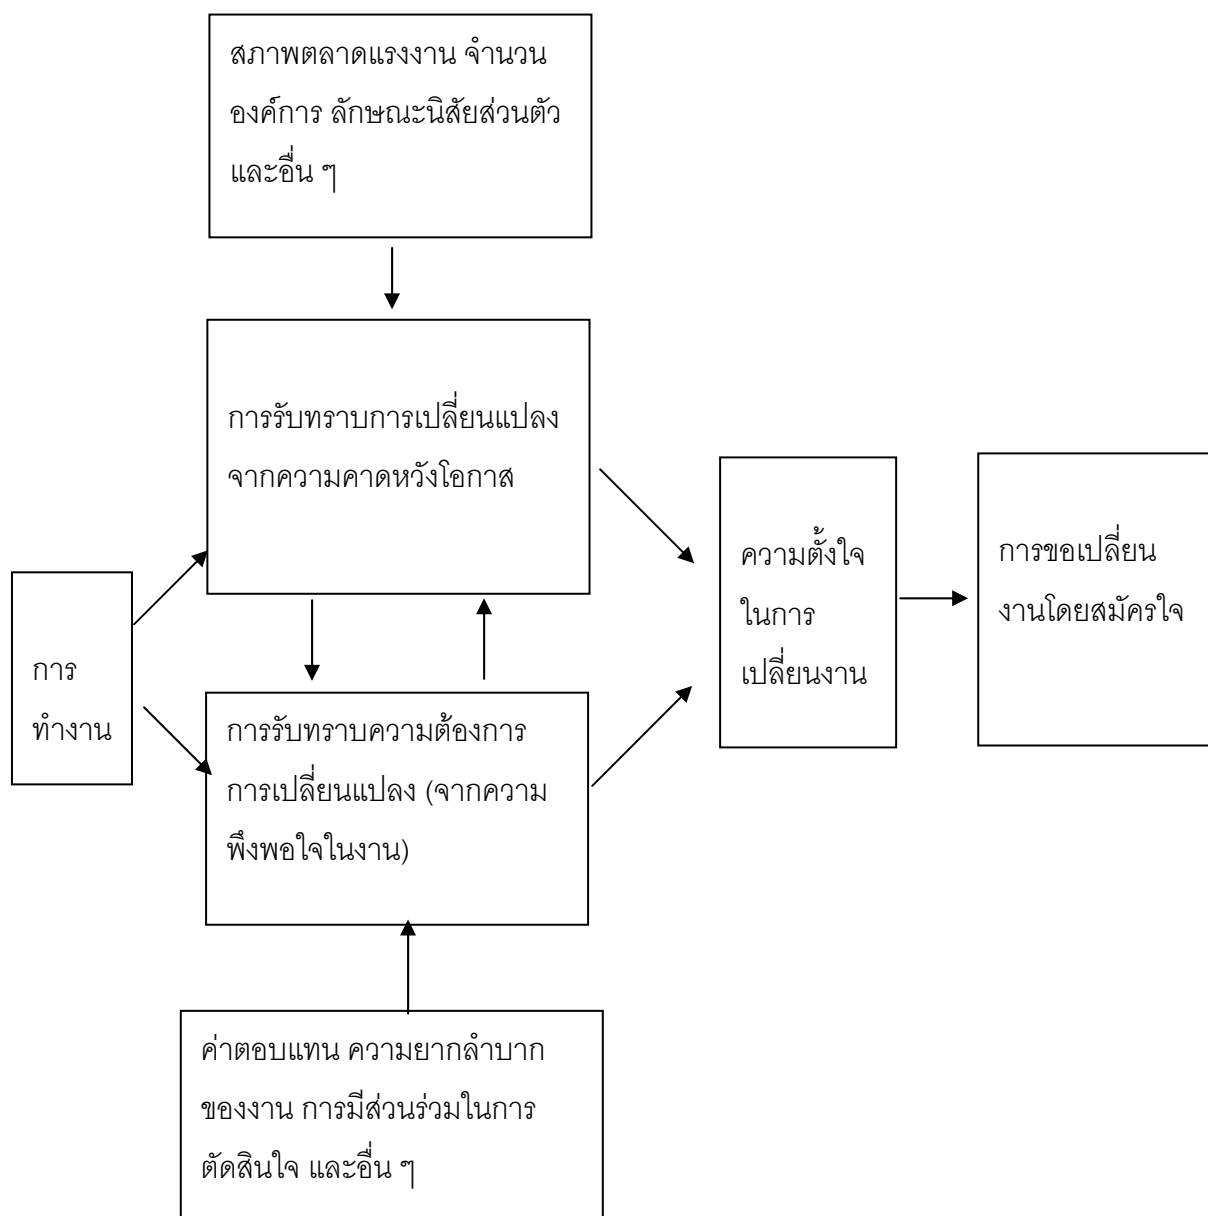 สภาพตลาดแรงงาน จำนวน
องค์การ ลักษณะนิสัยส่วนตัว
และอื่น ๆ
การรับทราบการเปลี่ยนแปลง
จากความคาดหวังโอกาส
ความตั้งใจ
ในการ
เปลี่ยนงาน
การขอเปลี่ยน
งานโดยสมัครใจ
การ
ทำงาน
การรับทราบความต้องการ
การเปลี่ยนแปลง (จากความ
พึงพอใจในงาน)
ค่าตอบแทน ความยากลำบาก
ของงาน การมีส่วนร่วมในการ
ตัดสินใจ และอื่น ๆ